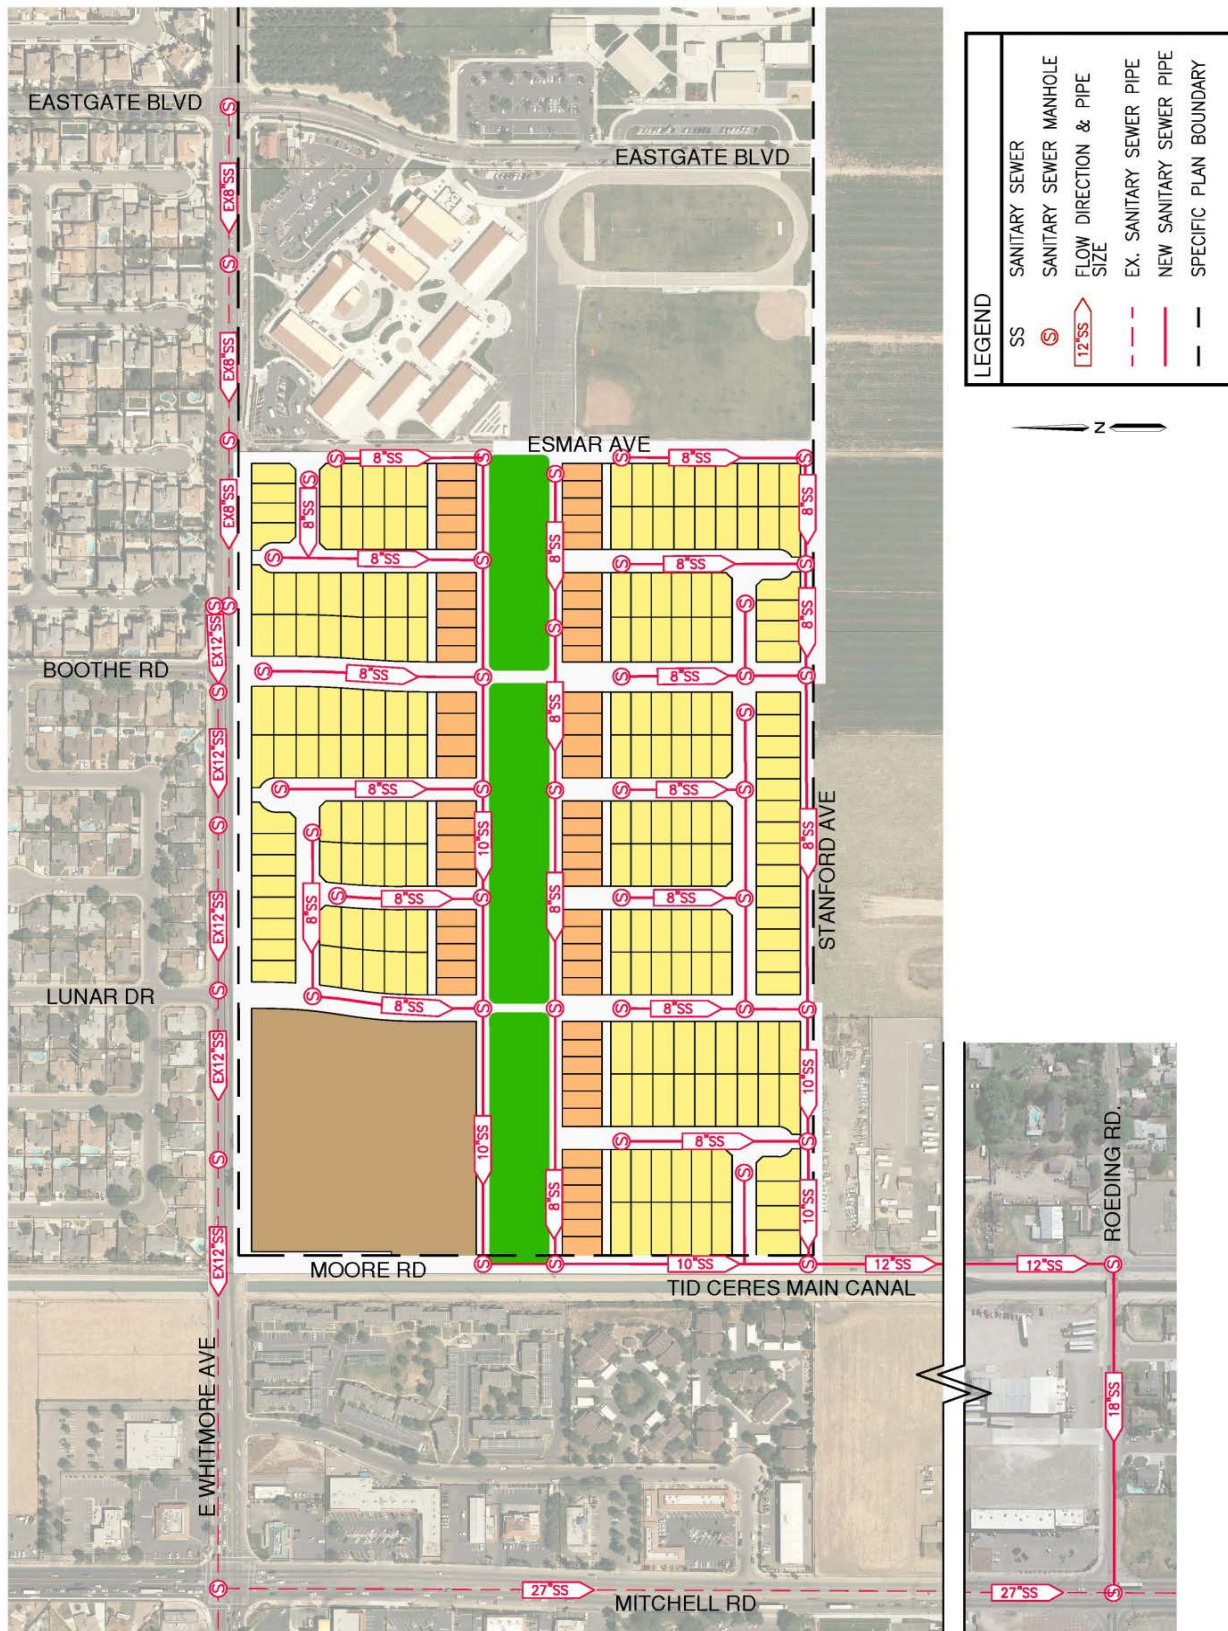 EASTGATE BLVD
EX8"SS
EASTGATE BLVD
EX8"SS
EX8"SS
ESMAR AVE
8"SS
8"SS
8"SS
8"SS
8"SS
8"SS
8"SS
EX12"SS
8"SS
BOOTHE RD
8"SS
8"SS
8"SS
EX12"SS
8"SS
8"SS
10"SS
8"SS
STANFORD AVE
EX12"SS
8"SS
8"SS
8"SS
8"SS
LUNAR DR
8"SS
8"SS
EX12"SS
10"SS
10"SS
8"SS
8"SS
10"SS
EX12"SS
MOORE RD
10"SS
12"SS
12"SS
TID CERES MAIN CANAL
ROEDING RD.
18"SS
E WHITMORE AVE
27"SS
MITCHELL RD
27"SS
LEGEND
SS SANITARY SEWER
S SANITARY SEWER MANHOLE
12"SS FLOW DIRECTION & PIPE
SIZE
EX. SANITARY SEWER PIPE
NEW SANITARY SEWER PIPE
SPECIFIC PLAN BOUNDARY
N